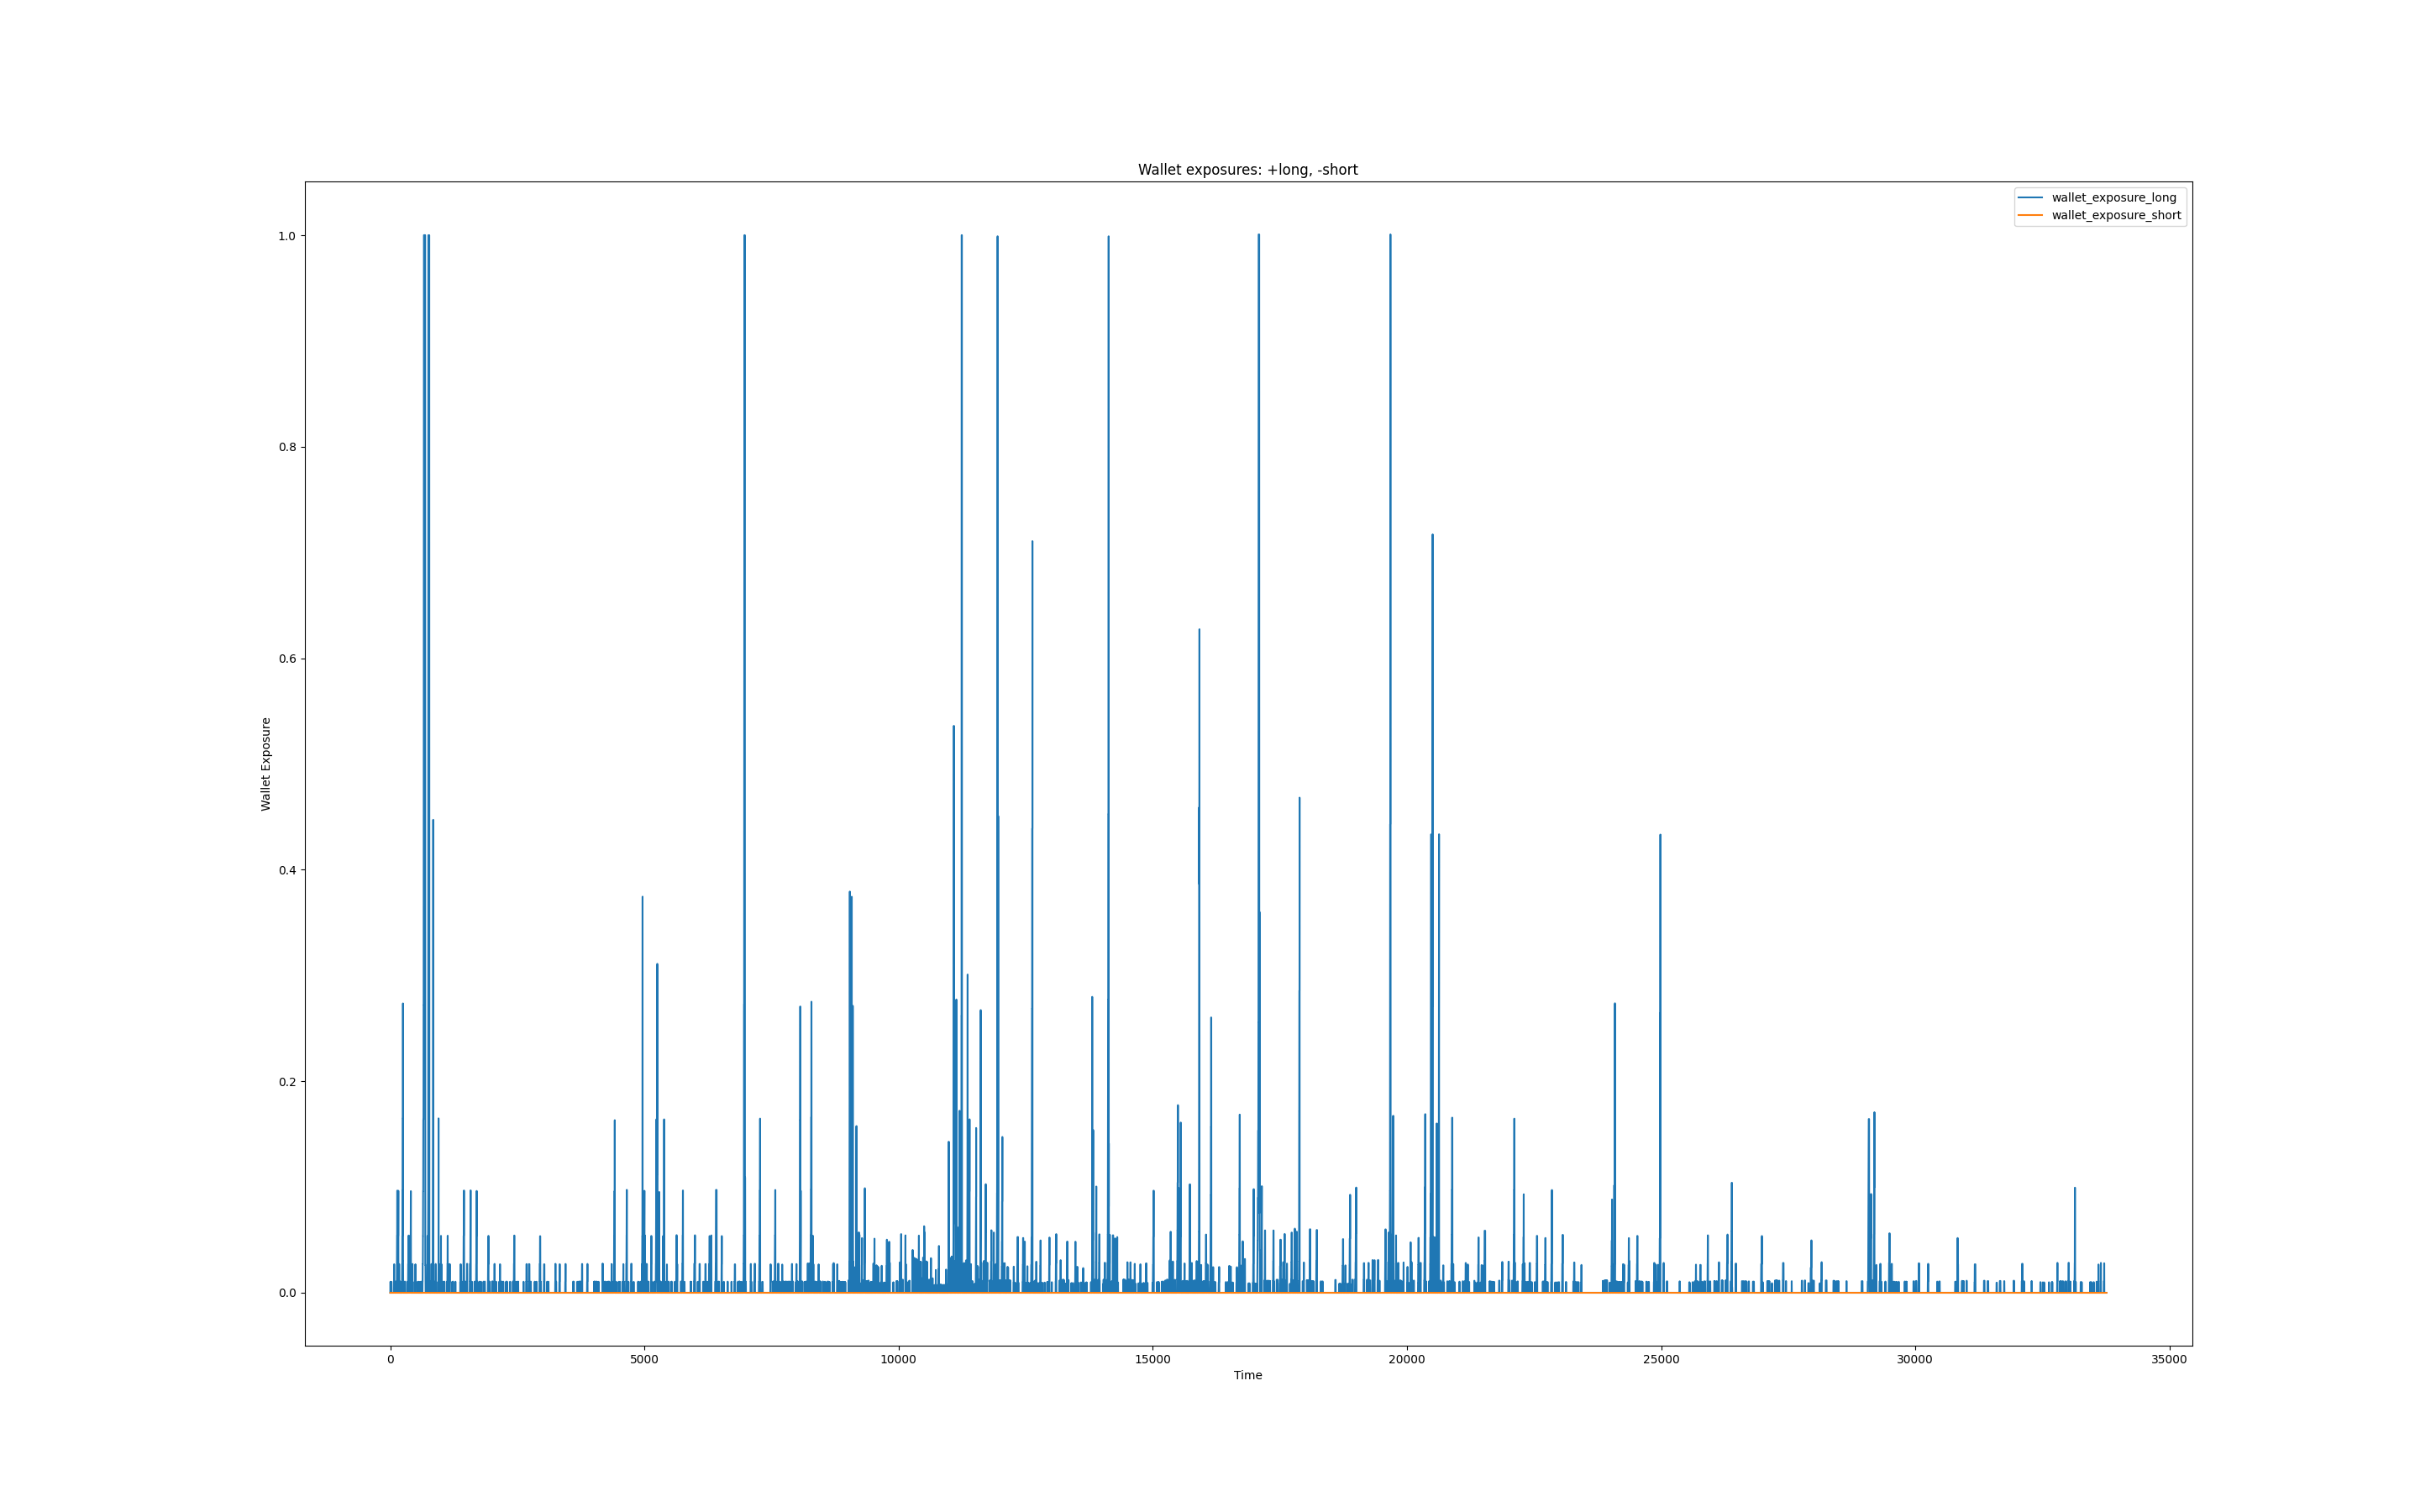 Wallet exposures: +long, -short
wallet_exposure_long
wallet_exposure_short
1.0
0.8
0.6
0.4
0.2
0.0
Wallet Exposure
0 5000 10000 15000 20000 25000 30000 35000
Time